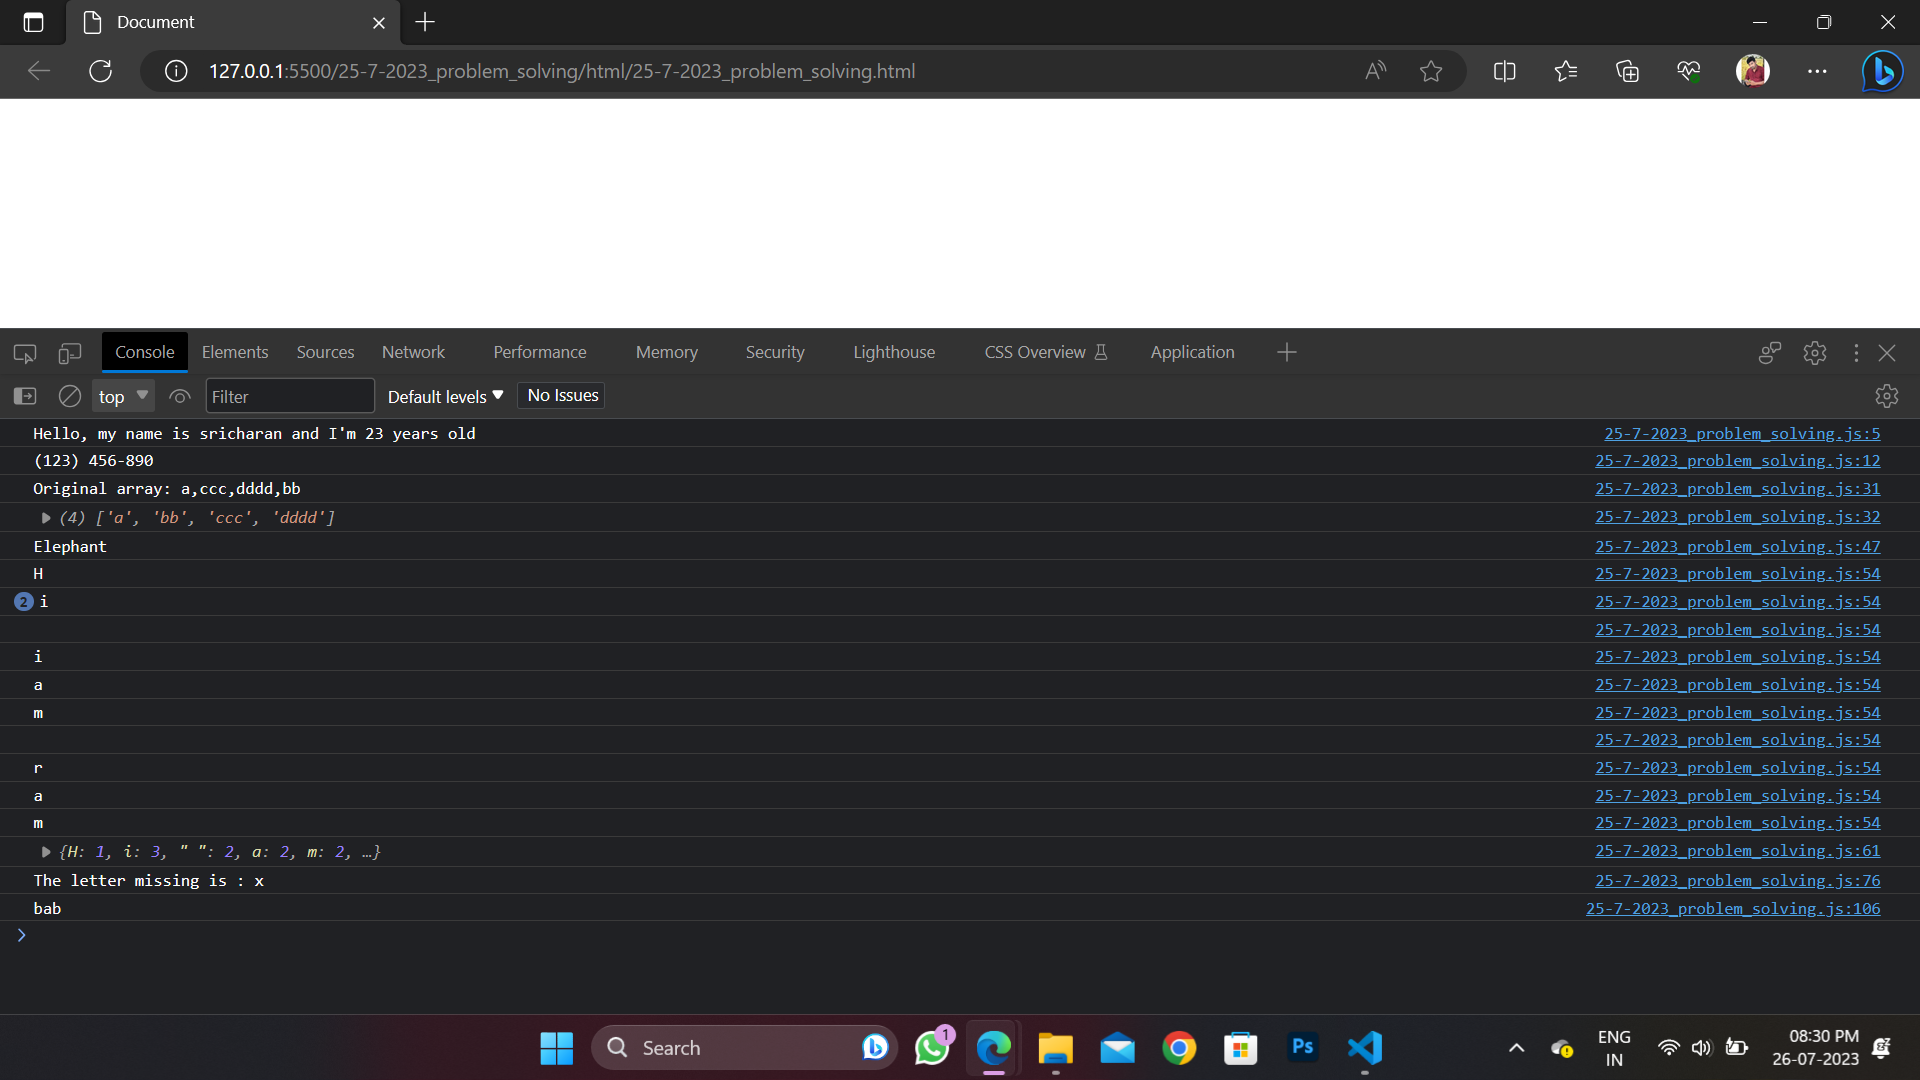 Document
127.0.0.1:5500/25-7-2023_problem_solving/html/25-7-2023_problem_solving.html
Console Elements Sources Network Performance Memory Security Lighthouse CSS Overview Application
top Filter Default levels No Issues
Hello, my name is sricharan and I'm 23 years old 25-7-2023_problem_solving.js:5
(123) 456-890 25-7-2023_problem_solving.js:12
Original array: a,ccc,dddd,bb 25-7-2023_problem_solving.js:31
(4) ['a', 'bb', 'ccc', 'dddd'] 25-7-2023_problem_solving.js:32
Elephant 25-7-2023_problem_solving.js:47
H 25-7-2023_problem_solving.js:54
2 i 25-7-2023_problem_solving.js:54
25-7-2023_problem_solving.js:54
i 25-7-2023_problem_solving.js:54
a 25-7-2023_problem_solving.js:54
m 25-7-2023_problem_solving.js:54
25-7-2023_problem_solving.js:54
r 25-7-2023_problem_solving.js:54
a 25-7-2023_problem_solving.js:54
m 25-7-2023_problem_solving.js:54
{H: 1, i: 3, " ": 2, a: 2, m: 2, …} 25-7-2023_problem_solving.js:61
The letter missing is : x 25-7-2023_problem_solving.js:76
bab 25-7-2023_problem_solving.js:106
Search 1 Ps ENG 08:30 PM
IN 26-07-2023